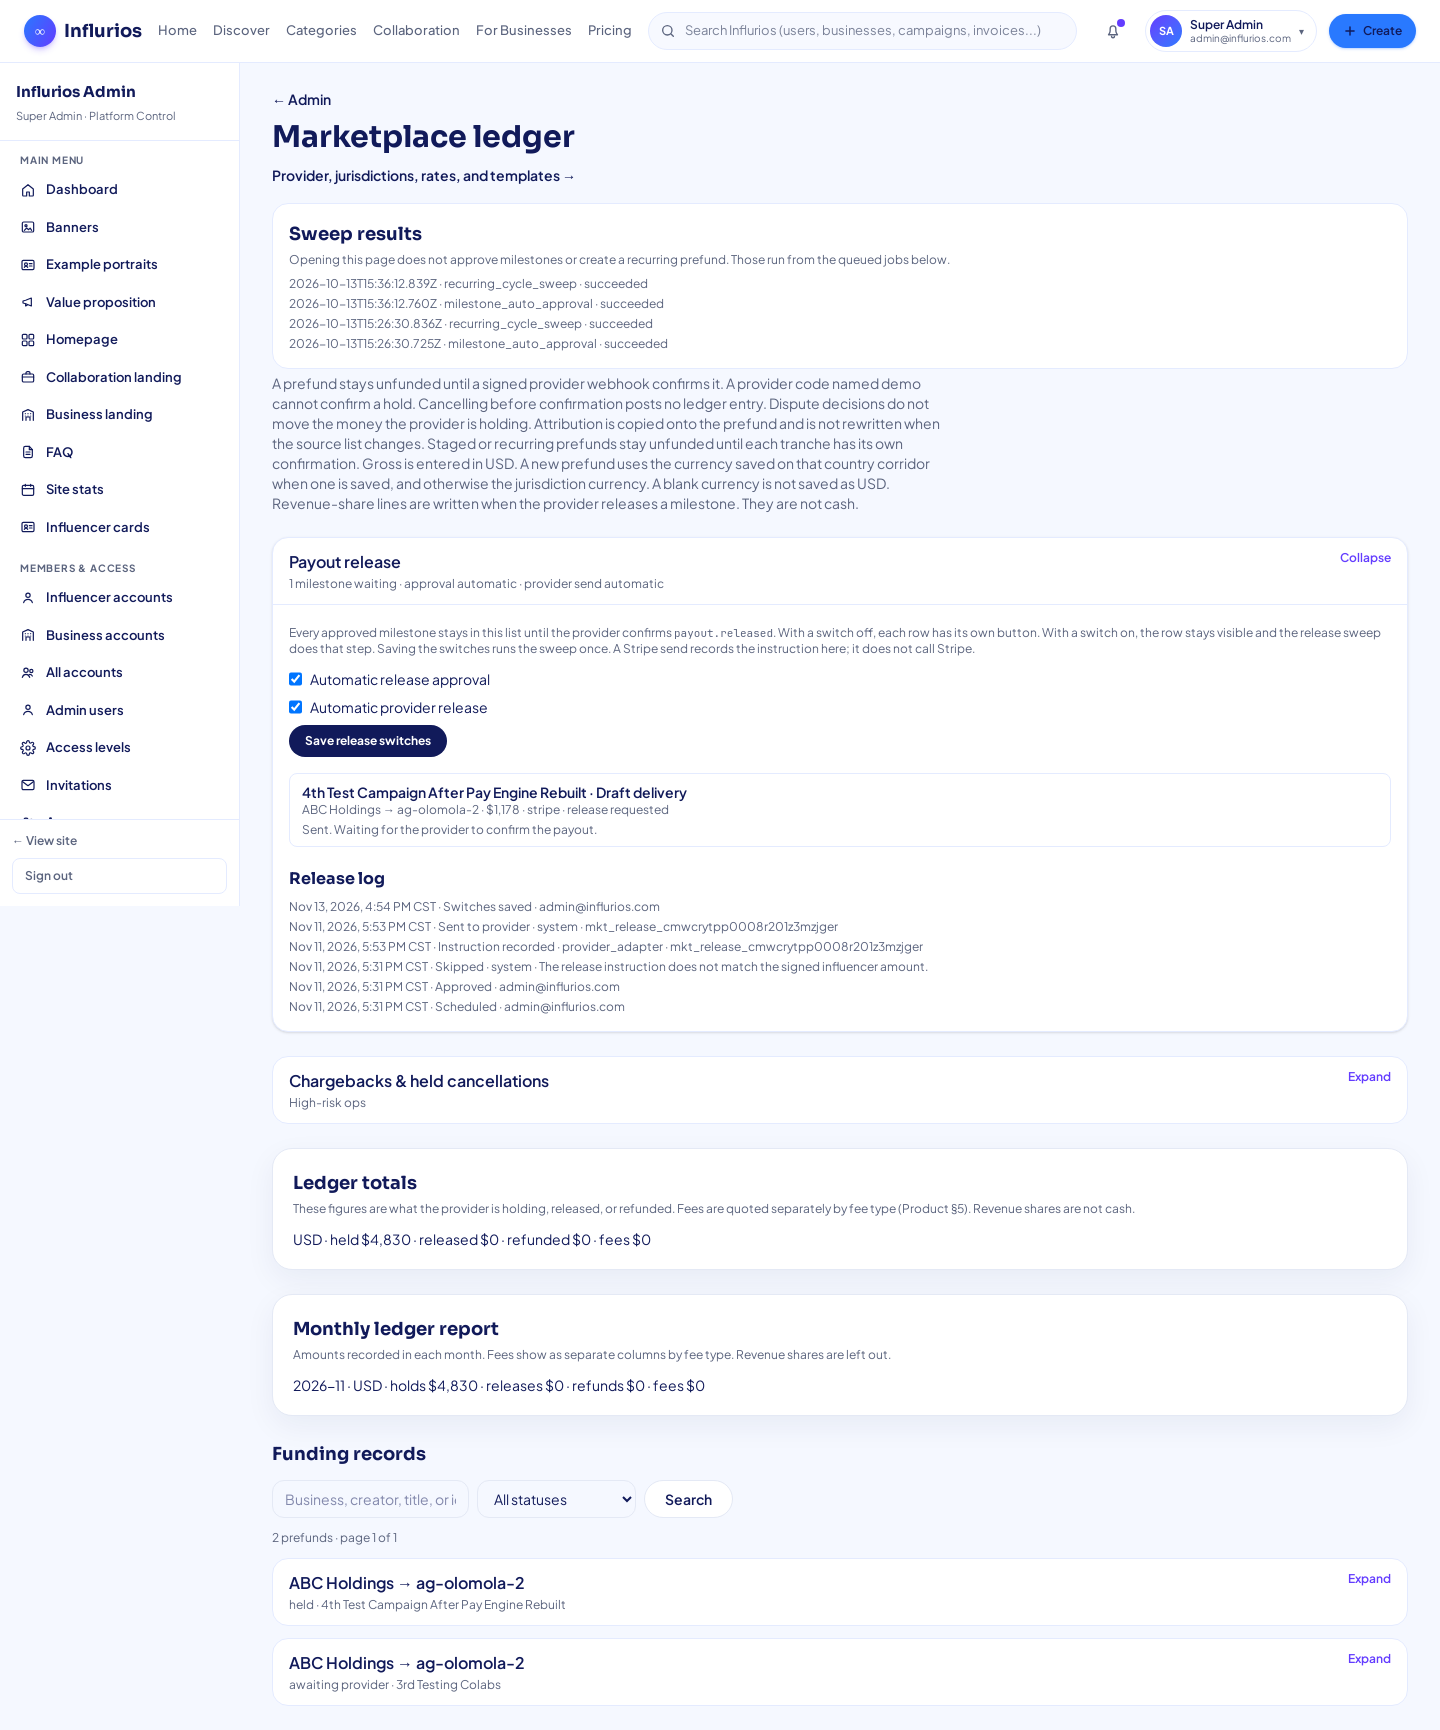 ∞ Influrios
Home
Discover
Categories
Collaboration
For Businesses
Pricing
Search Influrios (users, businesses, campaigns, invoices…)
SA
Super Admin
admin@influrios.com
Create
Influrios Admin
Super Admin · Platform Control
MAIN MENU
Dashboard
Banners
Example portraits
Value proposition
Homepage
Collaboration landing
Business landing
FAQ
Site stats
Influencer cards
MEMBERS & ACCESS
Influencer accounts
Business accounts
All accounts
Admin users
Access levels
Invitations
← View site
Sign out
← Admin
Marketplace ledger
Provider, jurisdictions, rates, and templates →
Sweep results
Opening this page does not approve milestones or create a recurring prefund. Those run from the queued jobs below.
2026-10-13T15:36:12.839Z · recurring_cycle_sweep · succeeded
2026-10-13T15:36:12.760Z · milestone_auto_approval · succeeded
2026-10-13T15:26:30.836Z · recurring_cycle_sweep · succeeded
2026-10-13T15:26:30.725Z · milestone_auto_approval · succeeded
A prefund stays unfunded until a signed provider webhook confirms it. A provider code named demo
cannot confirm a hold. Cancelling before confirmation posts no ledger entry. Dispute decisions do not
move the money the provider is holding. Attribution is copied onto the prefund and is not rewritten when
the source list changes. Staged or recurring prefunds stay unfunded until each tranche has its own
confirmation. Gross is entered in USD. A new prefund uses the currency saved on that country corridor
when one is saved, and otherwise the jurisdiction currency. A blank currency is not saved as USD.
Revenue-share lines are written when the provider releases a milestone. They are not cash.
Payout release
Collapse
1 milestone waiting · approval automatic · provider send automatic
Every approved milestone stays in this list until the provider confirms payout.released. With a switch off, each row has its own button. With a switch on, the row stays visible and the release sweep
does that step. Saving the switches runs the sweep once. A Stripe send records the instruction here; it does not call Stripe.
Automatic release approval
Automatic provider release
Save release switches
4th Test Campaign After Pay Engine Rebuilt · Draft delivery
ABC Holdings → ag-olomola-2 · $1,178 · stripe · release requested
Sent. Waiting for the provider to confirm the payout.
Release log
Nov 13, 2026, 4:54 PM CST · Switches saved · admin@influrios.com
Nov 11, 2026, 5:53 PM CST · Sent to provider · system · mkt_release_cmwcrytpp0008r201z3mzjger
Nov 11, 2026, 5:53 PM CST · Instruction recorded · provider_adapter · mkt_release_cmwcrytpp0008r201z3mzjger
Nov 11, 2026, 5:31 PM CST · Skipped · system · The release instruction does not match the signed influencer amount.
Nov 11, 2026, 5:31 PM CST · Approved · admin@influrios.com
Nov 11, 2026, 5:31 PM CST · Scheduled · admin@influrios.com
Chargebacks & held cancellations
Expand
High-risk ops
Ledger totals
These figures are what the provider is holding, released, or refunded. Fees are quoted separately by fee type (Product §5). Revenue shares are not cash.
USD · held $4,830 · released $0 · refunded $0 · fees $0
Monthly ledger report
Amounts recorded in each month. Fees show as separate columns by fee type. Revenue shares are left out.
2026-11 · USD · holds $4,830 · releases $0 · refunds $0 · fees $0
Funding records
Business, creator, title, or
All statuses
Search
2 prefunds · page 1 of 1
ABC Holdings → ag-olomola-2
Expand
held · 4th Test Campaign After Pay Engine Rebuilt
ABC Holdings → ag-olomola-2
Expand
awaiting provider · 3rd Testing Colabs